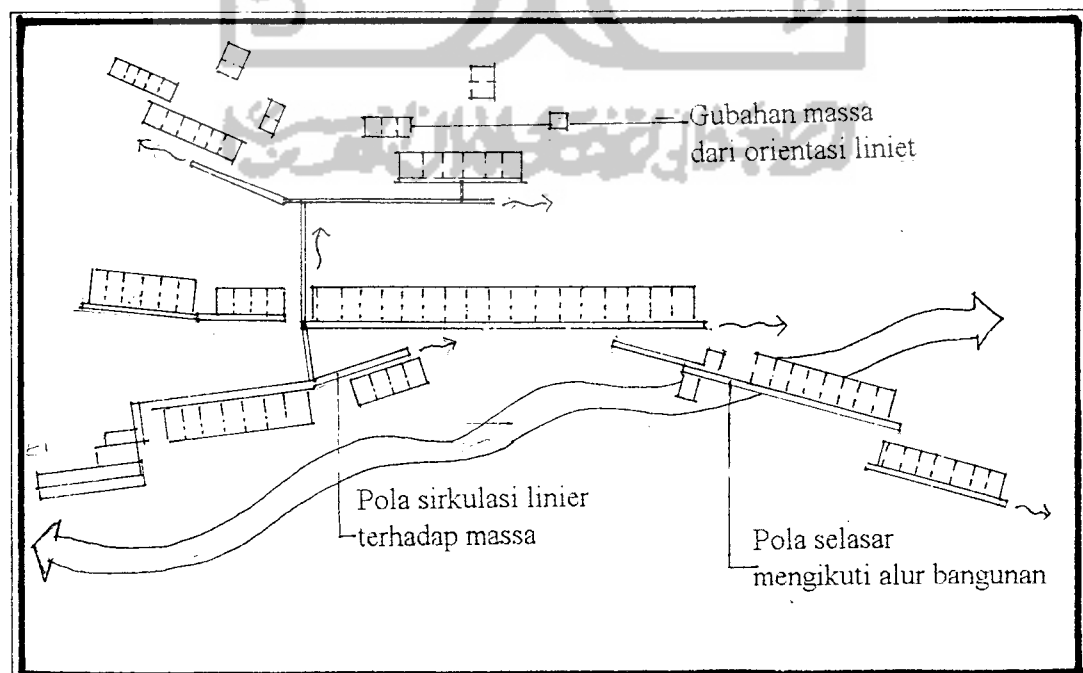 Gubahan massa
dari orientasi liniet
Pola sirkulasi linier
terhadap massa
Pola selasar
mengikuti alur bangunan